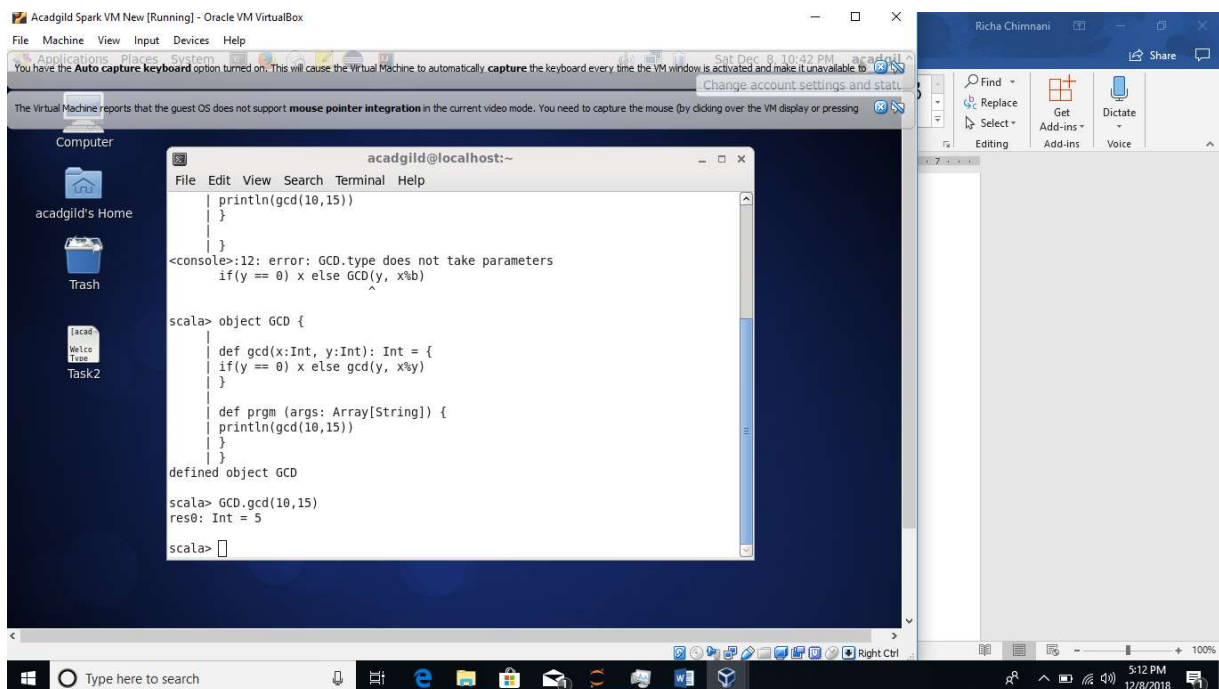 Acadgild Spark VM New [Running] - Oracle VM VirtualBox
File Machine View Input Devices Help
Applications Places System Sat Dec 8, 10:42 PM acadgil
You have the Auto capture keyboard option turned on. This will cause the Virtual Machine to automatically capture the keyboard every time the VM window is activated and make it unavailable to
Change account settings and statu
The Virtual Machine reports that the guest OS does not support mouse pointer integration in the current video mode. You need to capture the mouse (by clicking over the VM display or pressing
Computer
acadgild's Home
Trash
[acad-
Welco
Type
Task2
acadgild@localhost:~
File Edit View Search Terminal Help
| println(gcd(10,15))
| }
|
| }
<console>:12: error: GCD.type does not take parameters
if(y == 0) x else GCD(y, x%b)
^
scala> object GCD {
|
| def gcd(x:Int, y:Int): Int = {
| if(y == 0) x else gcd(y, x%y)
| }
|
| def prgm (args: Array[String]) {
| println(gcd(10,15))
| }
| }
defined object GCD
scala> GCD.gcd(10,15)
res0: Int = 5
scala>
Right Ctrl
Richa Chimnani
Share
Find
Replace
Select
Editing
Get
Add-ins
Add-ins
Dictate
Voice
7
100%
Type here to search
5:12 PM
12/8/2018